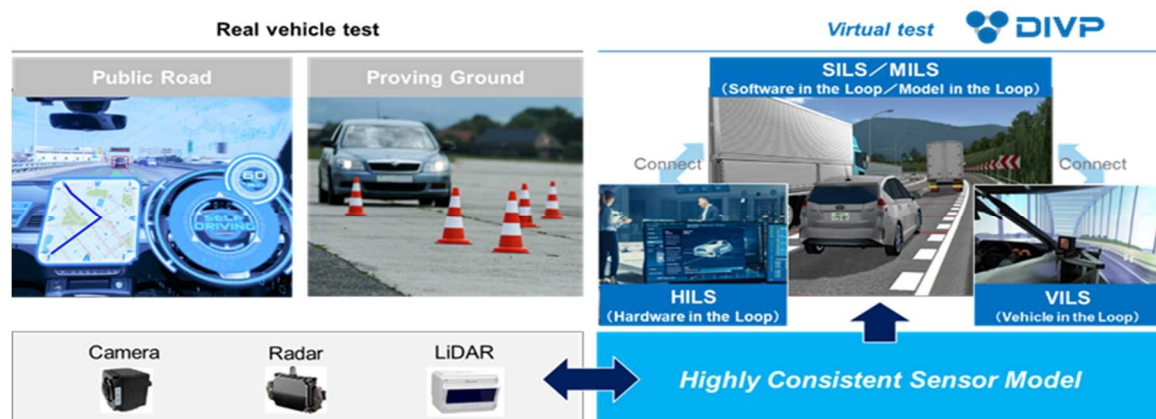 Real vehicle test
Virtual test
DIVP
Public Road
Proving Ground
SILS／MILS
(Software in the Loop／Model in the Loop)
60
SELF
DRIVING
Connect
Connect
HILS
(Hardware in the Loop)
VILS
(Vehicle in the Loop)
Camera
Radar
LiDAR
Highly Consistent Sensor Model